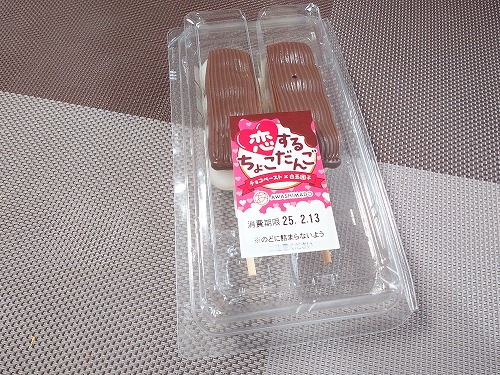 恋する
ちょこだんご
チョコペースト×白玉団子
AWASHIMADO
消費期限 25. 2.13
※のどに詰まらないよう